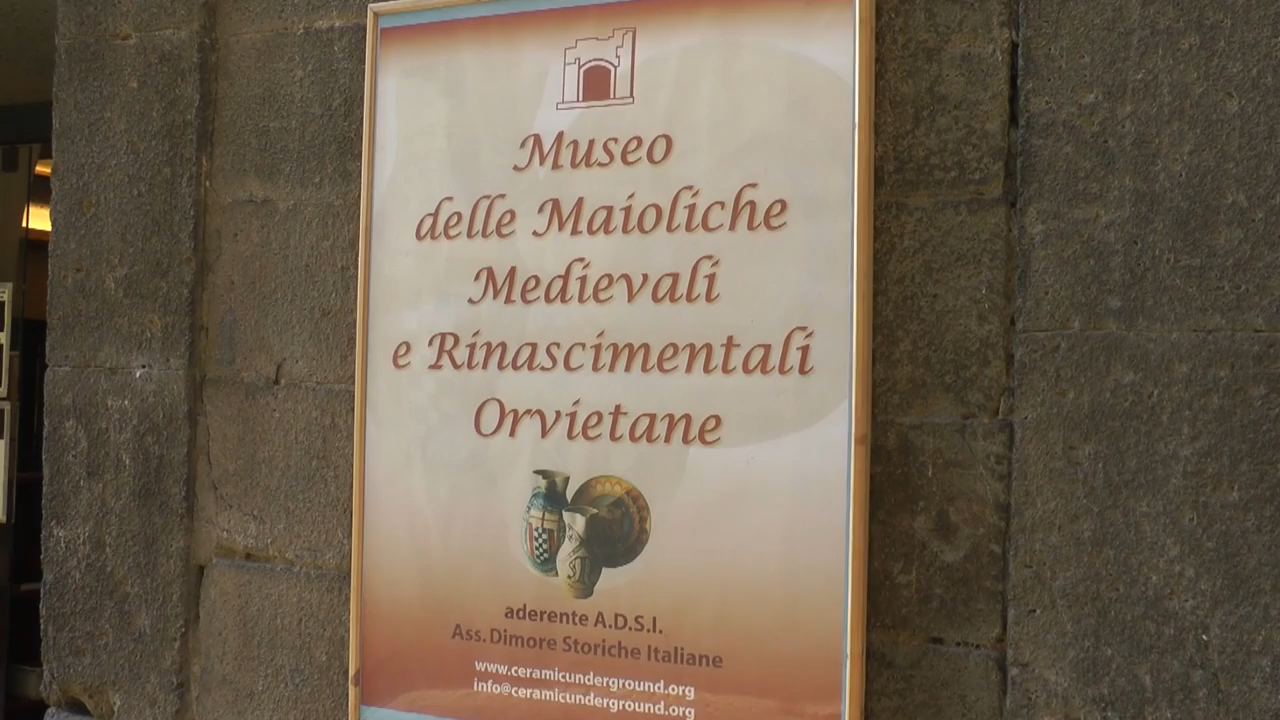 Museo
delle Maioliche
Medievali
e Rinascimentali
Orvietane
aderente A.D.S.I.
Ass. Dimore Storiche Italiane
www.ceramicunderground.org
info@ceramicunderground.org